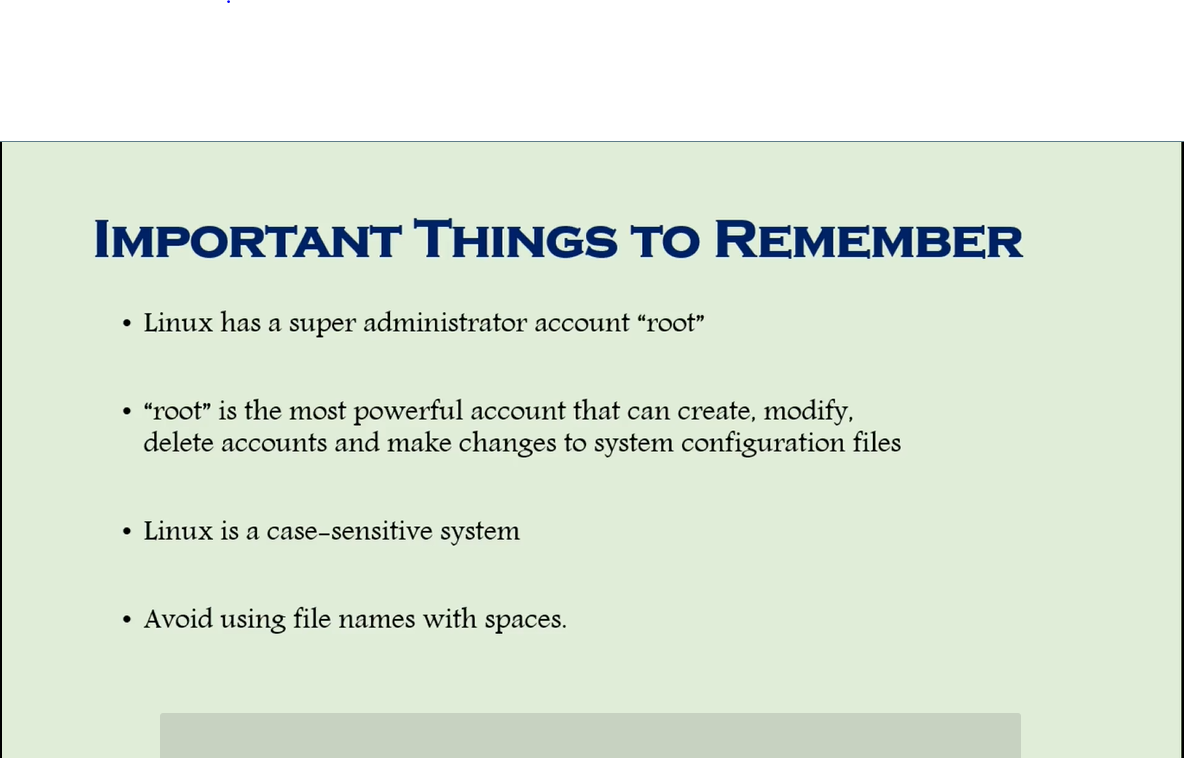 Important Things to Remember
• Linux has a super administrator account “root”
• “root” is the most powerful account that can create, modify,
delete accounts and make changes to system configuration files
• Linux is a case-sensitive system
• Avoid using file names with spaces.